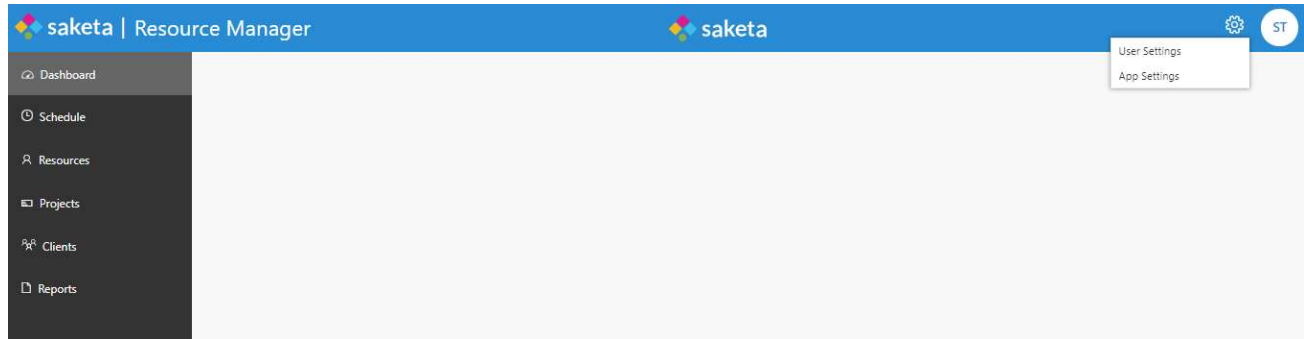 saketa | Resource Manager
saketa
ST
User Settings
App Settings
Dashboard
Schedule
Resources
Projects
Clients
Reports